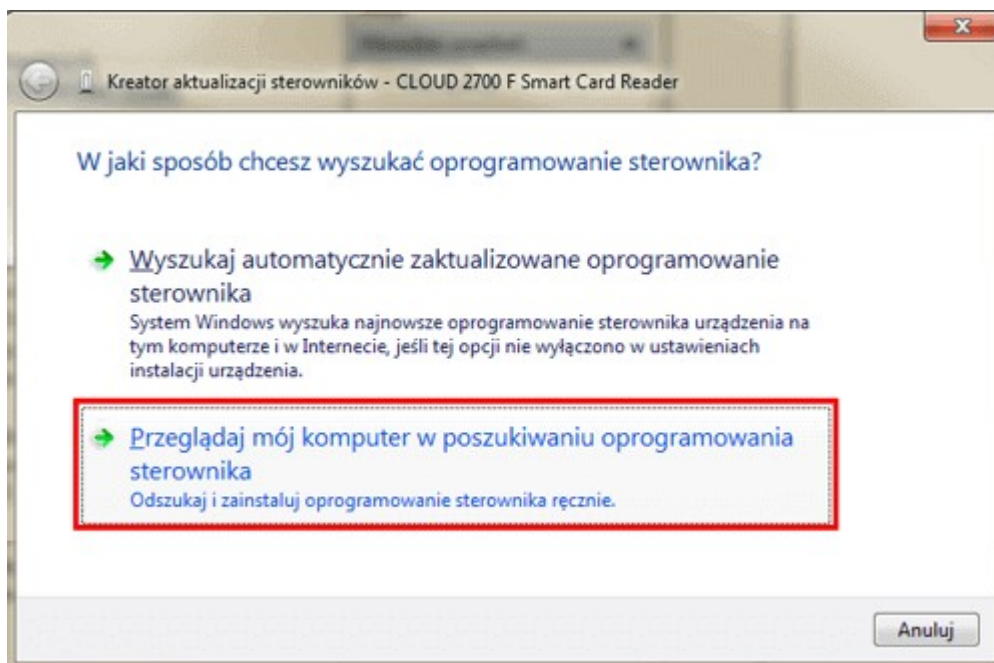 Kreator aktualizacji sterowników - CLOUD 2700 F Smart Card Reader
W jaki sposób chcesz wyszukać oprogramowanie sterownika?
Wyszukaj automatycznie zaktualizowane oprogramowanie
sterownika
System Windows wyszuka najnowsze oprogramowanie sterownika urządzenia na
tym komputerze i w Internecie, jeśli tej opcji nie wyłączono w ustawieniach
instalacji urządzenia.
Przeglądaj mój komputer w poszukiwaniu oprogramowania
sterownika
Odszukaj i zainstaluj oprogramowanie sterownika ręcznie.
Anuluj